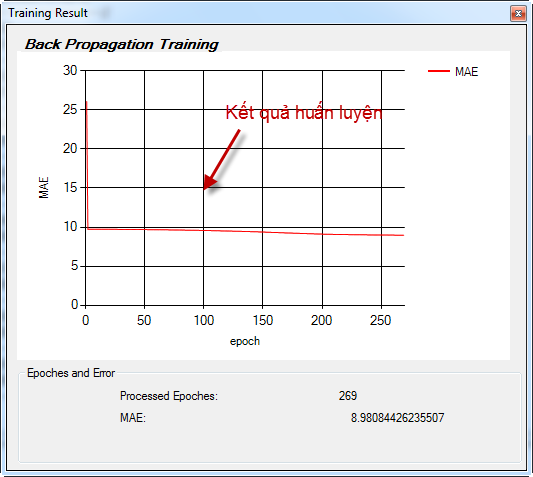 Training Result
Back Propagation Training
30
25
20
15
10
5
0
MAE
0 50 100 150 200 250
epoch
MAE
Kết quả huấn luyện
Epoches and Error
Processed Epoches: 269
MAE: 8.98084426235507